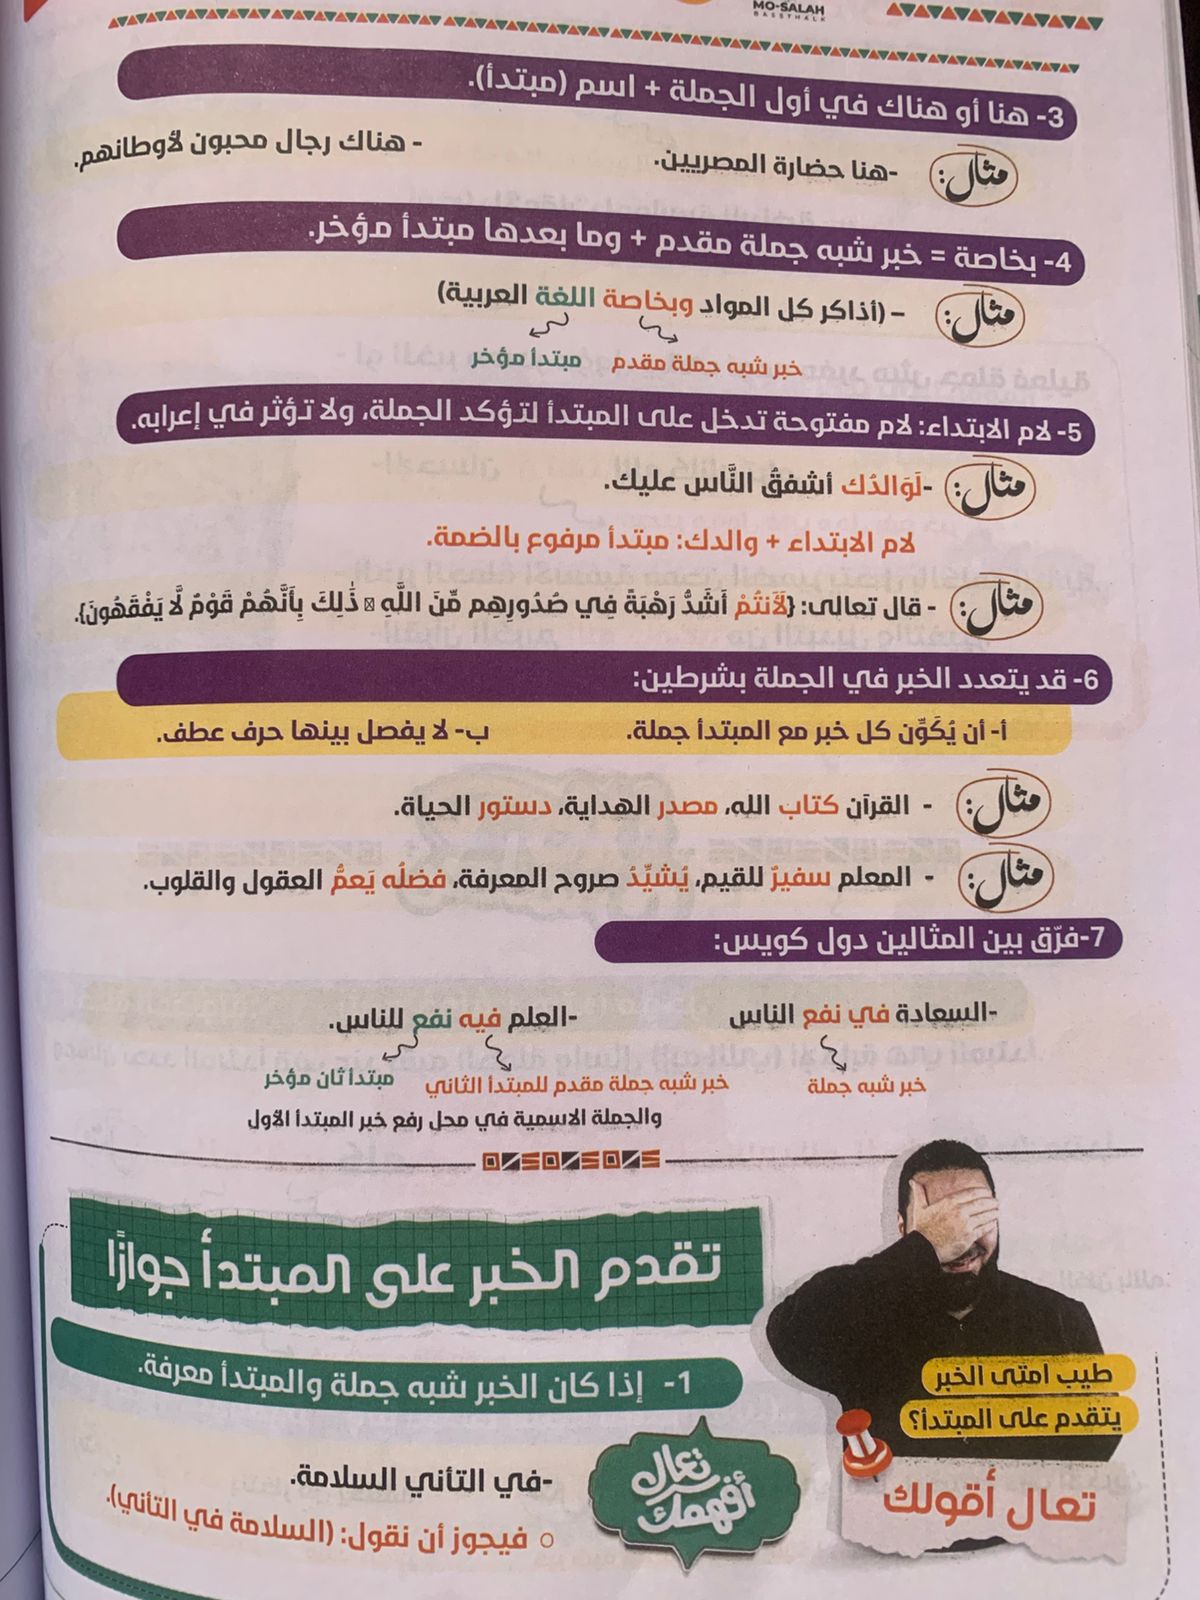 MO-SALAH
BASSTHALK
3- هنا أو هناك في أول الجملة + اسم (مبتدأ).
مثال: -هنا حضارة المصريين. - هناك رجال محبون لأوطانهم.
4- بخاصة = خبر شبه جملة مقدم + وما بعدها مبتدأ مؤخر.
مثال: – (أذاكر كل المواد وبخاصة اللغة العربية)
خبر شبه جملة مقدم مبتدأ مؤخر
5- لام الابتداء: لام مفتوحة تدخل على المبتدأ لتؤكد الجملة، ولا تؤثر في إعرابه.
مثال: -لَوَالدُك أشفقُ النَّاس عليك.
لام الابتداء + والدك: مبتدأ مرفوع بالضمة.
مثال: - قال تعالى: {لَأَنتُمْ أَشَدُّ رَهْبَةً فِي صُدُورِهِم مِّنَ اللَّهِ ۚ ذَٰلِكَ بِأَنَّهُمْ قَوْمٌ لَّا يَفْقَهُونَ}.
6- قد يتعدد الخبر في الجملة بشرطين:
أ- أن يُكَوِّن كل خبر مع المبتدأ جملة. ب- لا يفصل بينها حرف عطف.
مثال: - القرآن كتاب الله، مصدر الهداية، دستور الحياة.
مثال: - المعلم سفيرٌ للقيم، يُشيِّدُ صروح المعرفة، فضلُه يَعمُّ العقول والقلوب.
7-فرّق بين المثالين دول كويس:
-السعادة في نفع الناس -العلم فيه نفع للناس.
خبر شبه جملة خبر شبه جملة مقدم للمبتدأ الثاني مبتدأ ثان مؤخر
والجملة الاسمية في محل رفع خبر المبتدأ الأول
تقدم الخبر على المبتدأ جوازًا
طيب امتى الخبر
يتقدم على المبتدأ؟
تعال أقولك
1- إذا كان الخبر شبه جملة والمبتدأ معرفة.
تعال
أفهمك
-في التأني السلامة.
○ فيجوز أن نقول: (السلامة في التأني).